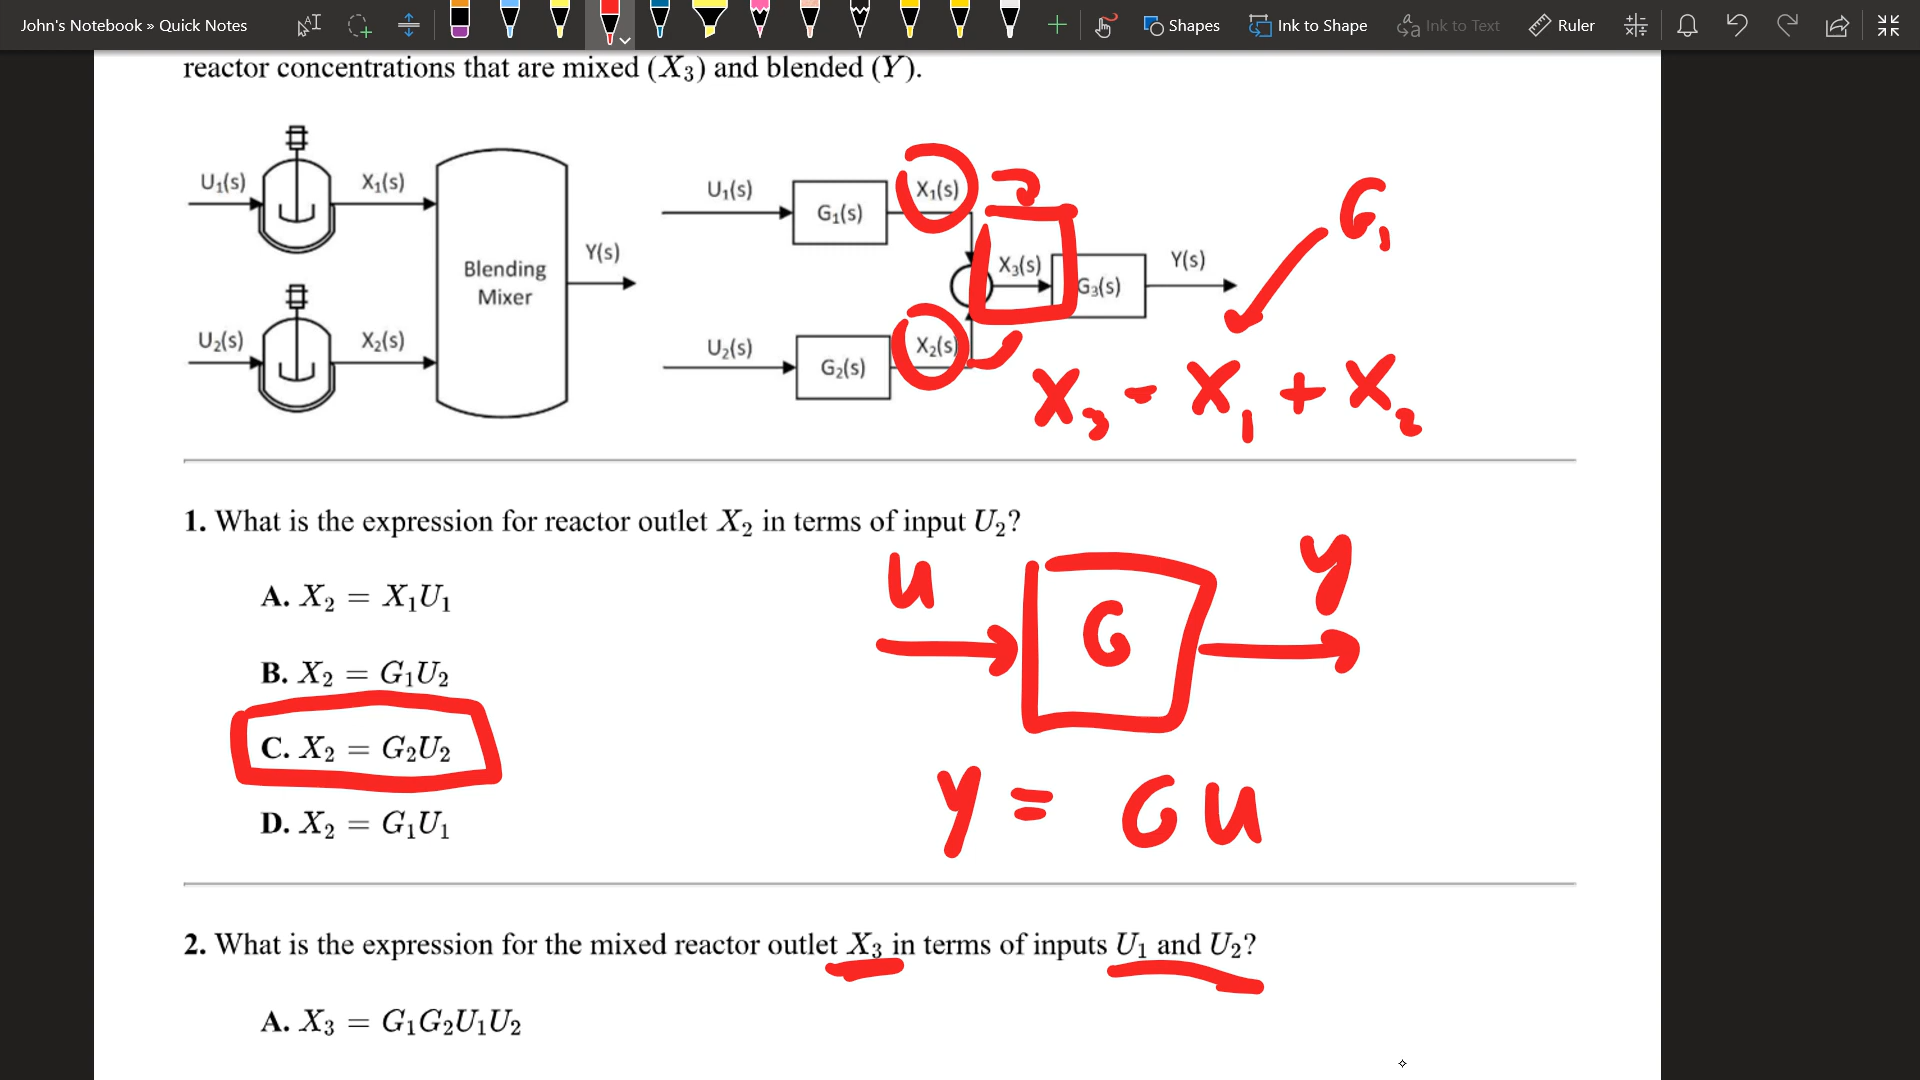 John's Notebook » Quick Notes
Shapes
Ink to Shape
Ink to Text
Ruler
reactor concentrations that are mixed (X₃) and blended (Y).
U₁(s)
X₁(s)
U₂(s)
X₂(s)
Blending
Mixer
Y(s)
U₁(s)
G₁(s)
X₁(s)
X₃(s)
G₃(s)
Y(s)
U₂(s)
G₂(s)
X₂(s)
G₁
X₃ - X₁ + X₂
1. What is the expression for reactor outlet X₂ in terms of input U₂?
A. X₂ = X₁U₁
B. X₂ = G₁U₂
C. X₂ = G₂U₂
D. X₂ = G₁U₁
u
G
y
y = G u
2. What is the expression for the mixed reactor outlet X₃ in terms of inputs U₁ and U₂?
A. X₃ = G₁G₂U₁U₂